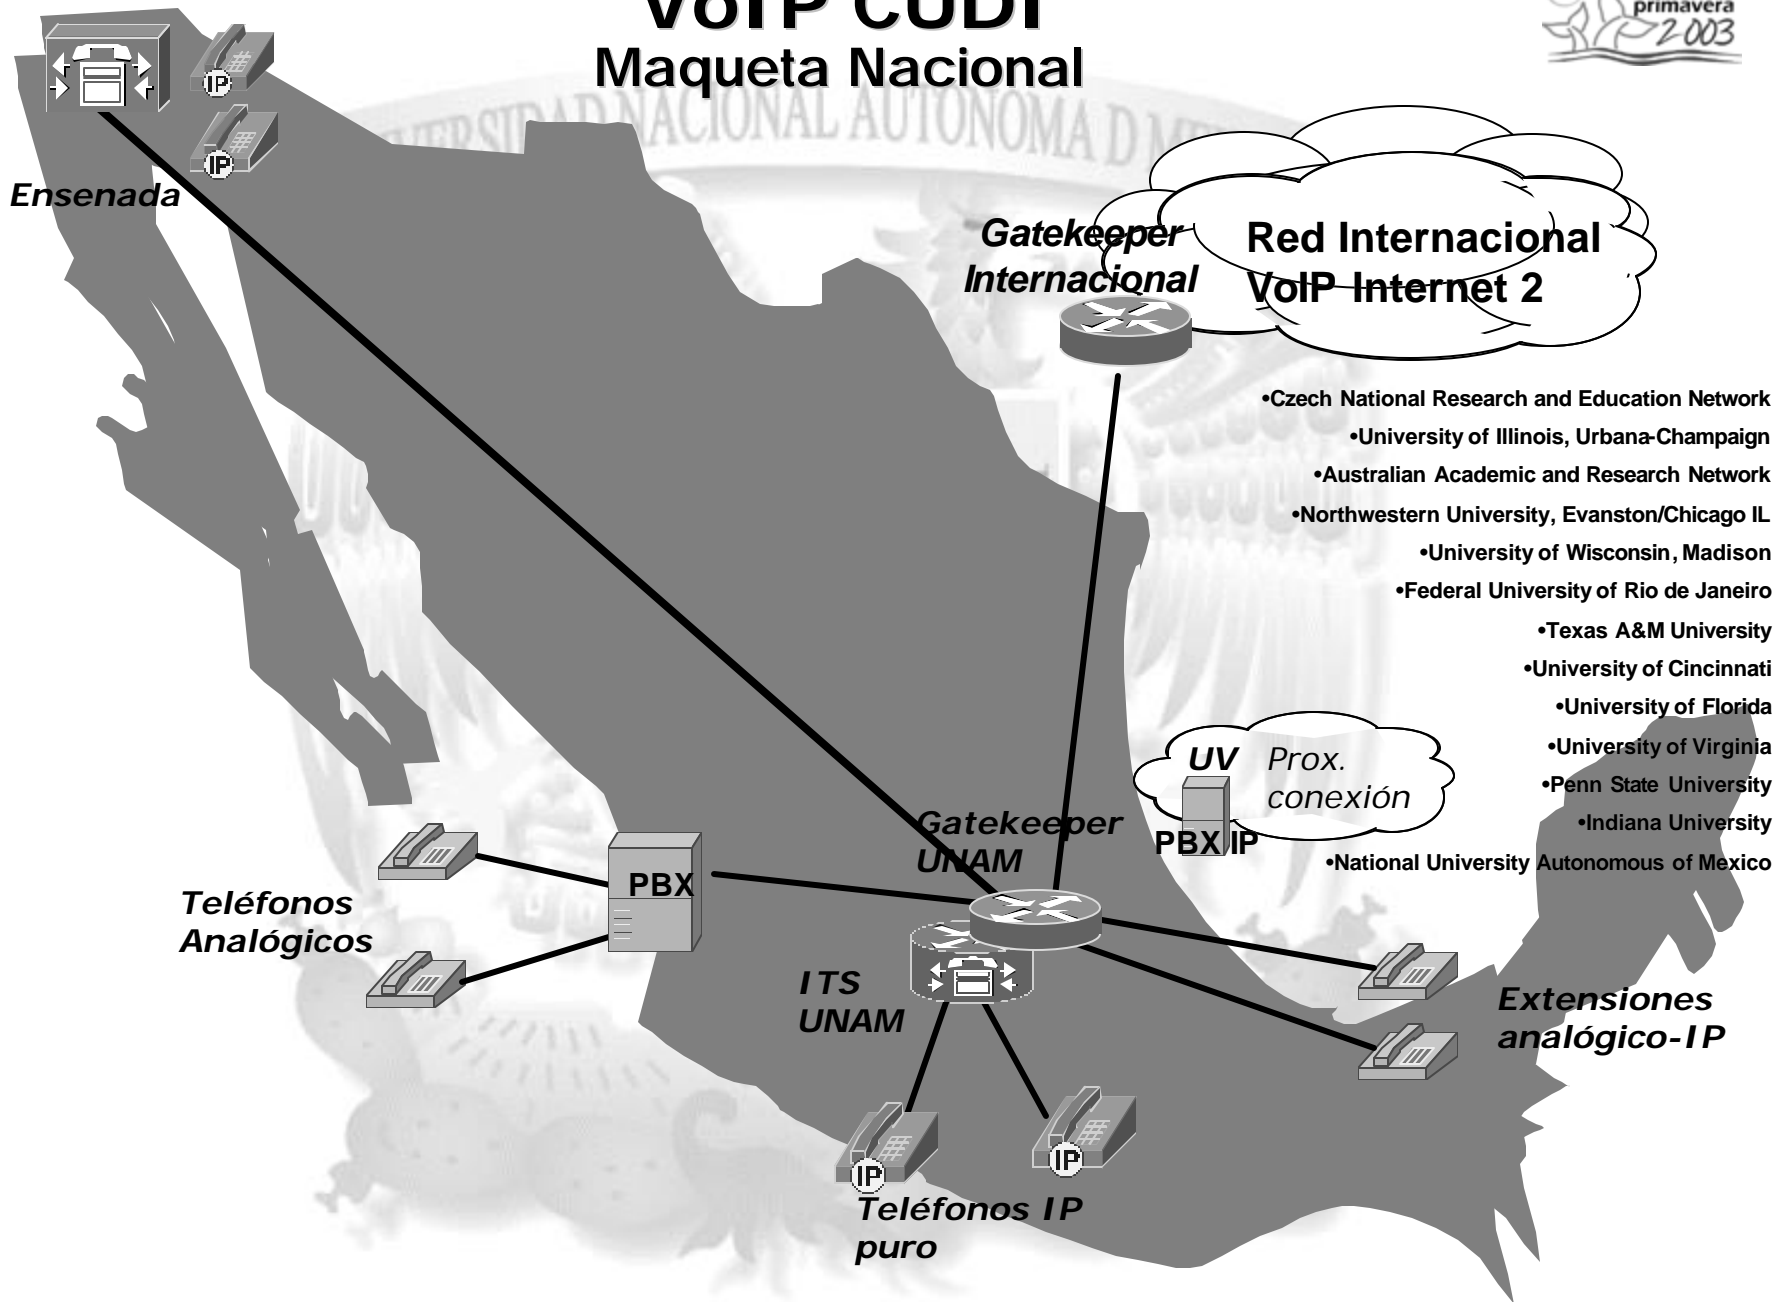 VoIP CUDI
Maqueta Nacional
primavera
2003
UNIVERSIDAD NACIONAL AUTONOMA D
IP
IP
Ensenada
Gatekeeper
Internacional
Red Internacional
VoIP Internet 2
•Czech National Research and Education Network
•University of Illinois, Urbana-Champaign
•Australian Academic and Research Network
•Northwestern University, Evanston/Chicago IL
•University of Wisconsin, Madison
•Federal University of Rio de Janeiro
•Texas A&M University
•University of Cincinnati
•University of Florida
•University of Virginia
•Penn State University
•Indiana University
•National University Autonomous of Mexico
UV Prox.
conexión
PBX IP
Gatekeeper
UNAM
PBX
Teléfonos
Analógicos
ITS
UNAM
Extensiones
analógico-IP
IP
IP
Teléfonos IP
puro